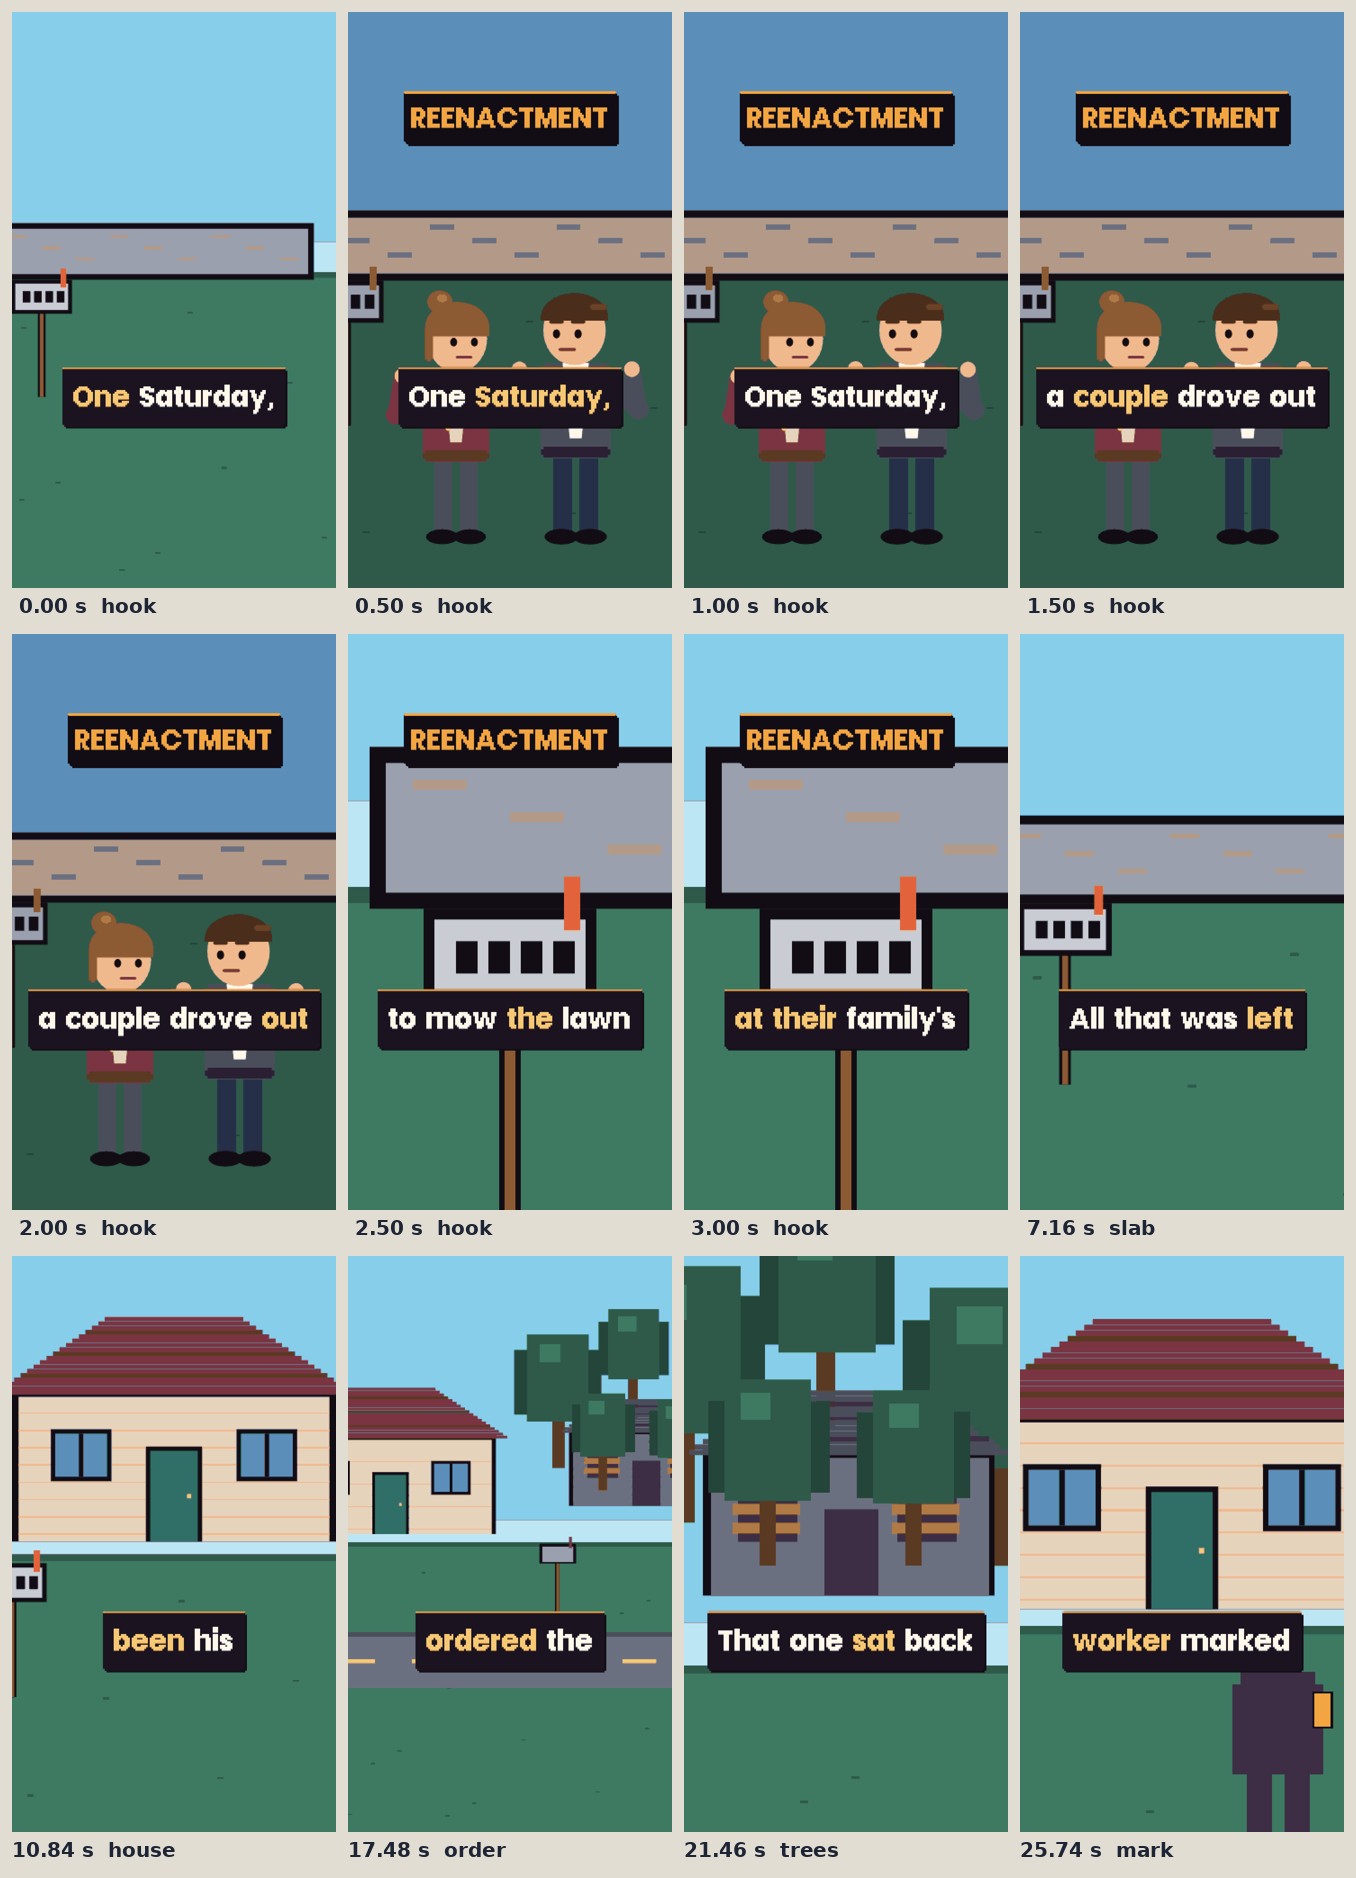 One Saturday,
0.00 s hook
REENACTMENT
One Saturday,
0.50 s hook
REENACTMENT
One Saturday,
1.00 s hook
REENACTMENT
a couple drove out
1.50 s hook
REENACTMENT
a couple drove out
2.00 s hook
REENACTMENT
to mow the lawn
2.50 s hook
REENACTMENT
at their family's
3.00 s hook
All that was left
7.16 s slab
been his
10.84 s house
ordered the
17.48 s order
That one sat back
21.46 s trees
worker marked
25.74 s mark